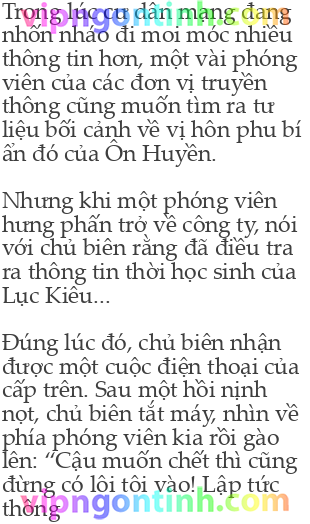 Trong lúc cư dân mạng đang
nhốn nháo đi moi móc nhiều
thông tin hơn, một vài phóng
viên của các đơn vị truyền
thông cũng muốn tìm ra tư
liệu bối cảnh về vị hôn phu bí
ẩn đó của Ôn Huyền.
Nhưng khi một phóng viên
hưng phấn trở về công ty, nói
với chủ biên rằng đã điều tra
ra thông tin thời học sinh của
Lục Kiêu...
Đúng lúc đó, chủ biên nhận
được một cuộc điện thoại của
cấp trên. Sau một hồi nịnh
nọt, chủ biên tắt máy, nhìn về
phía phóng viên kia rồi gào
lên: “Cậu muốn chết thì cũng
đừng có lôi tôi vào! Lập tức
thông
vipngontinh.com
vipngontinh.com